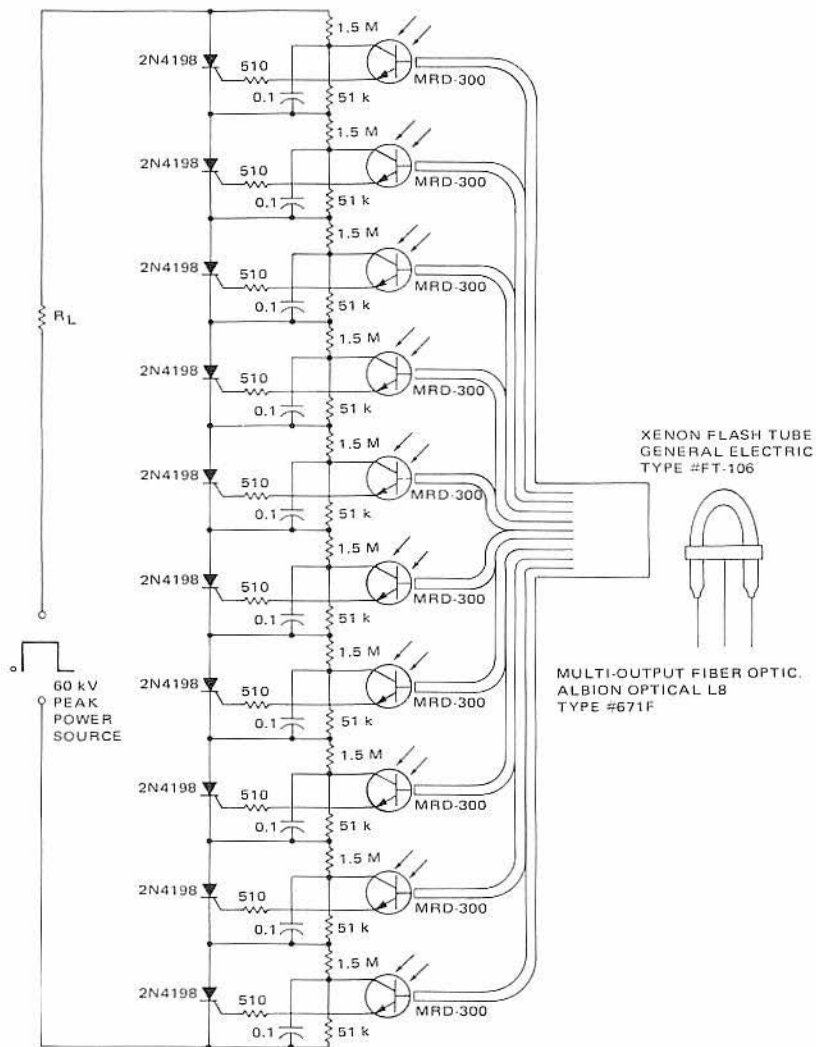 1.5 M
2N4198
510
MRD-300
0.1
51 k
1.5 M
2N4198
510
MRD-300
0.1
51 k
1.5 M
2N4198
510
MRD-300
0.1
51 k
RL
1.5 M
2N4198
510
MRD-300
0.1
51 k
1.5 M
2N4198
510
MRD-300
0.1
51 k
XENON FLASH TUBE
GENERAL ELECTRIC
TYPE #FT-106
1.5 M
2N4198
510
MRD-300
0.1
51 k
1.5 M
2N4198
510
MRD-300
0.1
51 k
60 kV
PEAK
POWER
SOURCE
MULTI-OUTPUT FIBER OPTIC.
ALBION OPTICAL L8
TYPE #671F
1.5 M
2N4198
510
MRD-300
0.1
51 k
1.5 M
2N4198
510
MRD-300
0.1
51 k
1.5 M
2N4198
510
MRD-300
0.1
51 k